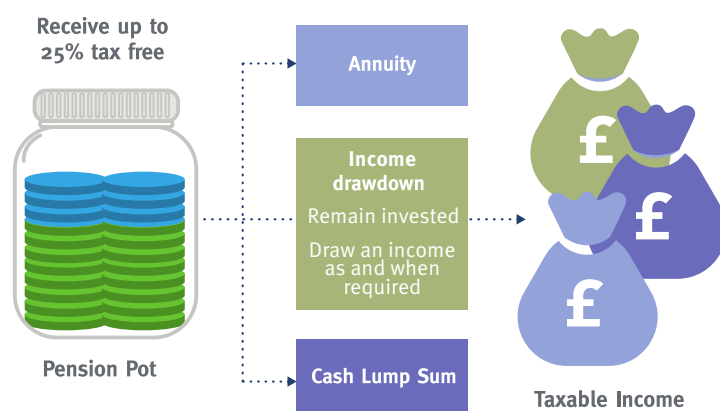 Receive up to
25% tax free
Pension Pot
Annuity
Income
drawdown
Remain invested
Draw an income
as and when
required
Cash Lump Sum
£
£
£
Taxable Income